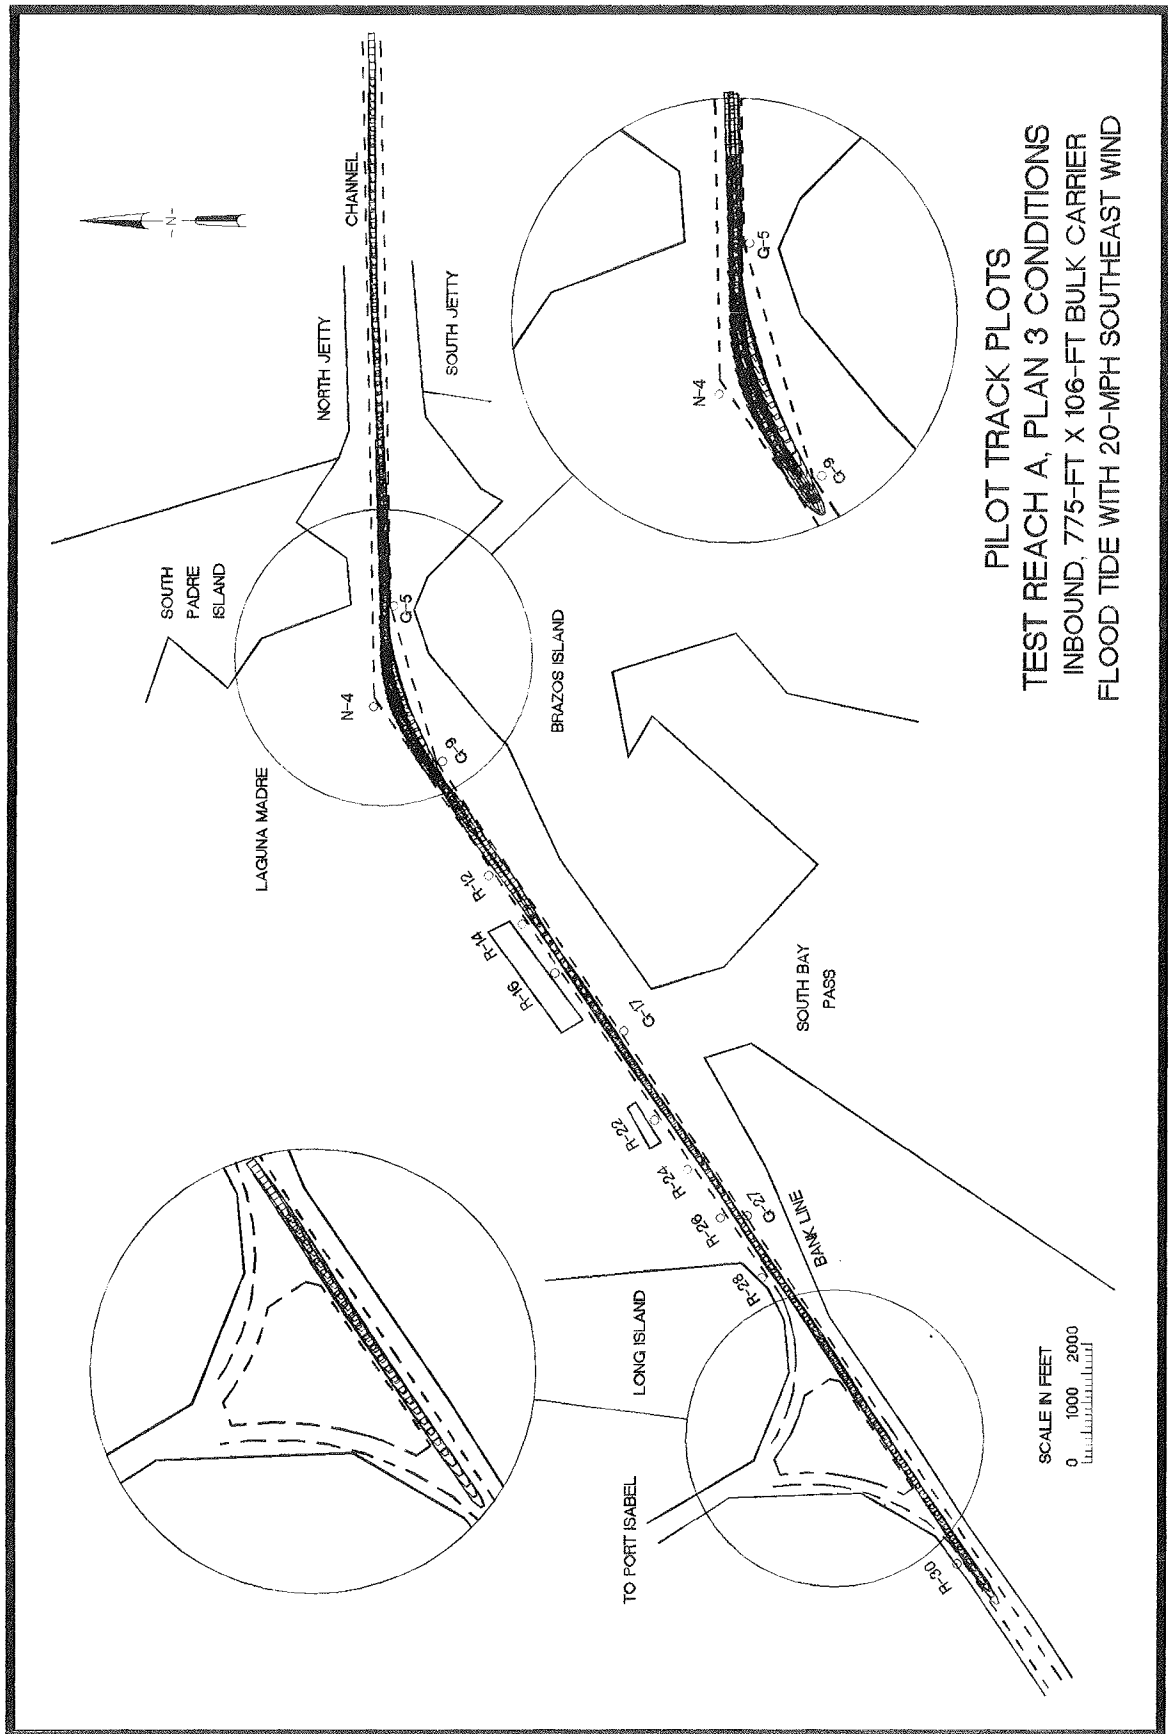 -N-
CHANNEL
NORTH JETTY
SOUTH JETTY
SOUTH
PADRE
ISLAND
N-4
G-5
G-9
LAGUNA MADRE
BRAZOS ISLAND
R-12
R-14
R-16
G-17
SOUTH BAY
PASS
R-22
R-24
R-26
G-27
R-28
BANK LINE
LONG ISLAND
TO PORT ISABEL
R-30
N-4
G-5
G-9
SCALE IN FEET
0 1000 2000
PILOT TRACK PLOTS
TEST REACH A, PLAN 3 CONDITIONS
INBOUND, 775-FT X 106-FT BULK CARRIER
FLOOD TIDE WITH 20-MPH SOUTHEAST WIND